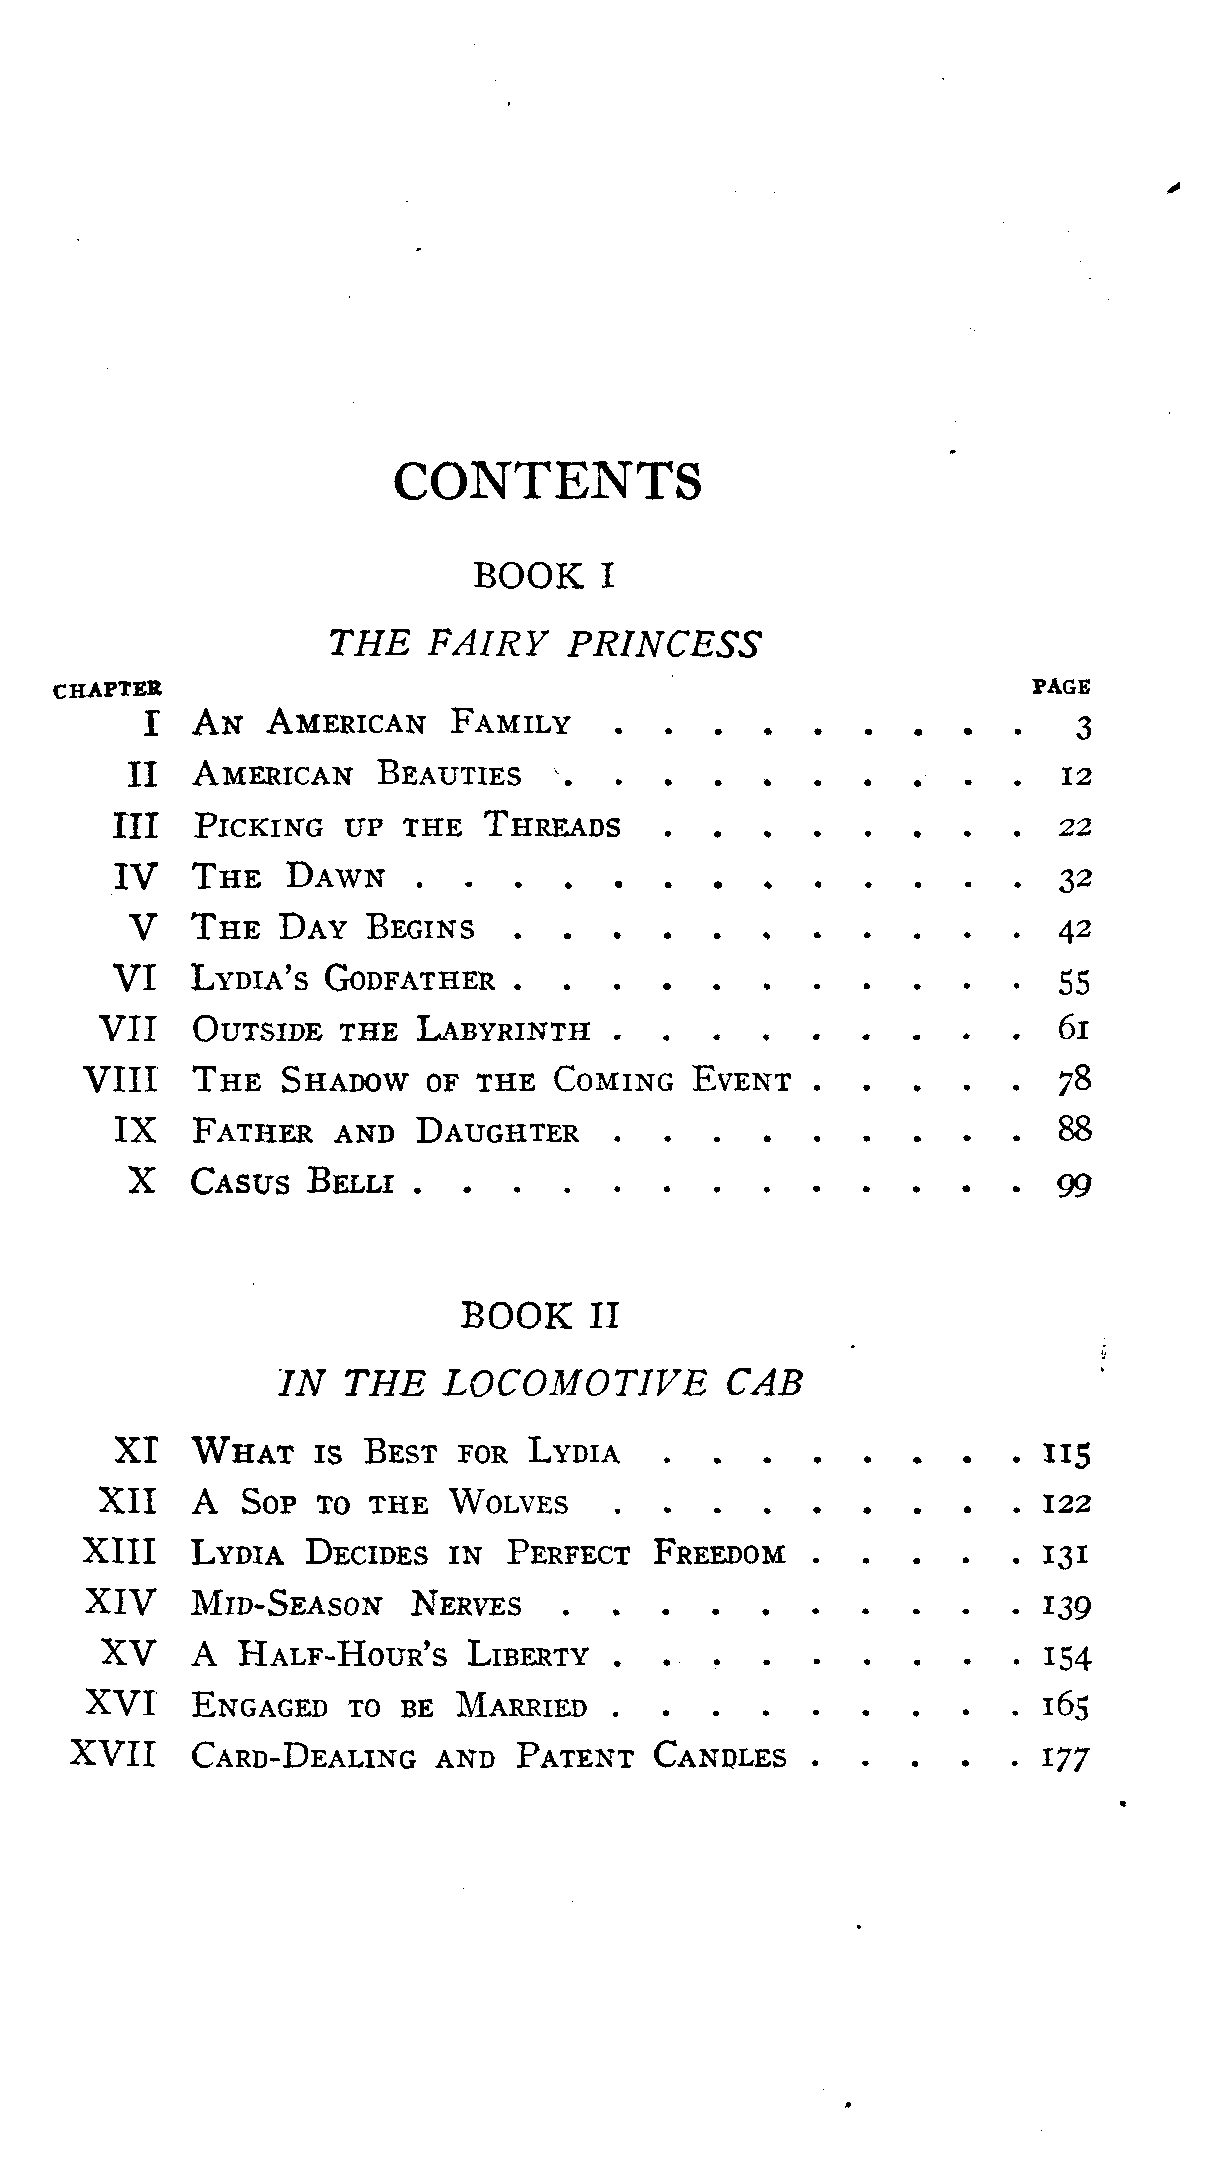 CONTENTS
BOOK I
THE FAIRY PRINCESS
CHAPTER PAGE
I An American Family . . . . . . . . . 3
II American Beauties . . . . . . . . . . 12
III Picking up the Threads . . . . . . . . 22
IV The Dawn . . . . . . . . . . . . . 32
V The Day Begins . . . . . . . . . . . 42
VI Lydia's Godfather . . . . . . . . . . . 55
VII Outside the Labyrinth . . . . . . . . . 61
VIII The Shadow of the Coming Event . . . . . 78
IX Father and Daughter . . . . . . . . . 88
X Casus Belli . . . . . . . . . . . . . 99
BOOK II
IN THE LOCOMOTIVE CAB
XI What is Best for Lydia . . . . . . . . 115
XII A Sop to the Wolves . . . . . . . . . 122
XIII Lydia Decides in Perfect Freedom . . . . . 131
XIV Mid-Season Nerves . . . . . . . . . . 139
XV A Half-Hour's Liberty . . . . . . . . . 154
XVI Engaged to be Married . . . . . . . . . 165
XVII Card-Dealing and Patent Candles . . . . . 177